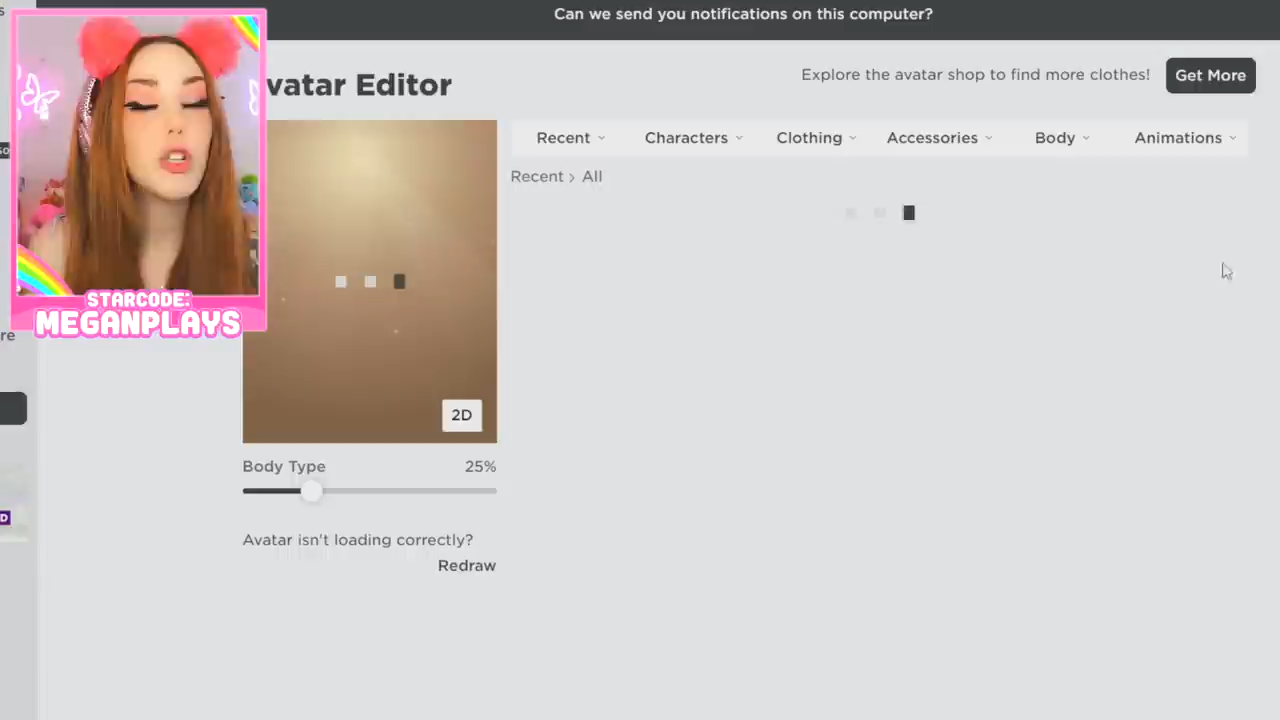 Can we send you notifications on this computer?
vatar Editor
Explore the avatar shop to find more clothes!
Get More
Recent
Characters
Clothing
Accessories
Body
Animations
Recent > All
STARCODE:
MEGANPLAYS
re
2D
Body Type
25%
D
Avatar isn't loading correctly?
Redraw